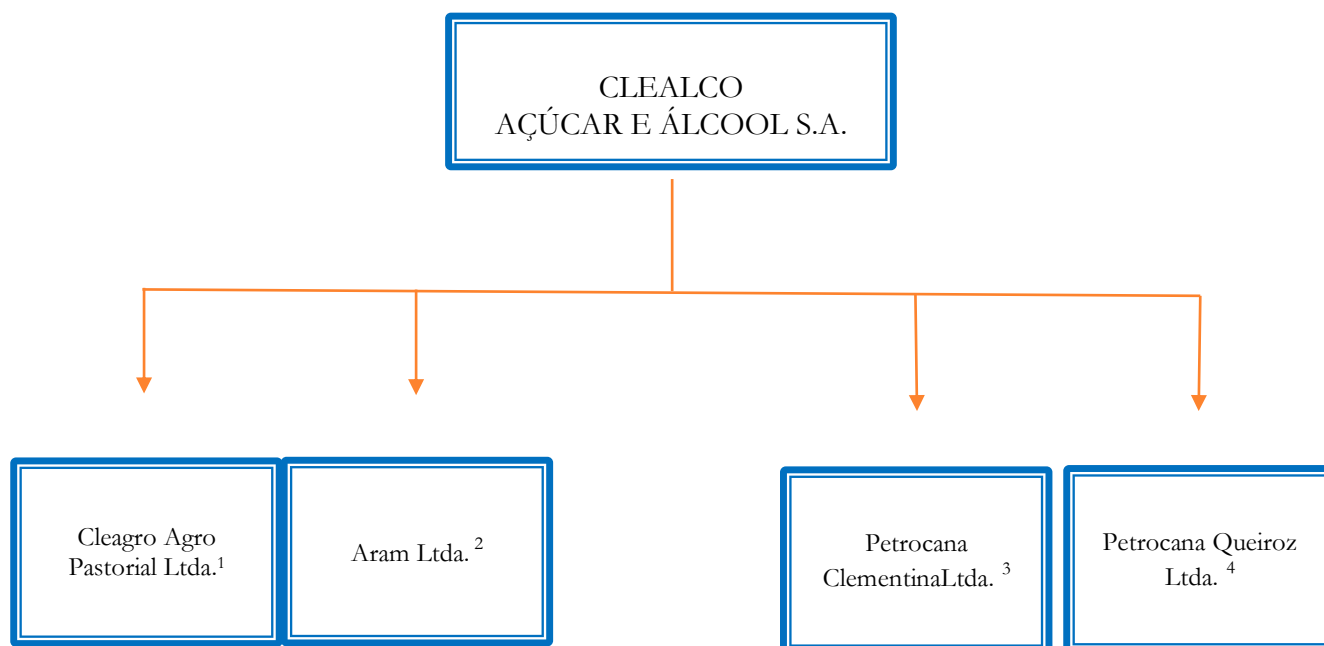 CLEALCO
AÇÚCAR E ÁLCOOL S.A.
Cleagro Agro
Pastorial Ltda.¹
Aram Ltda. ²
Petrocana
ClementinaLtda. ³
Petrocana Queiroz
Ltda. ⁴